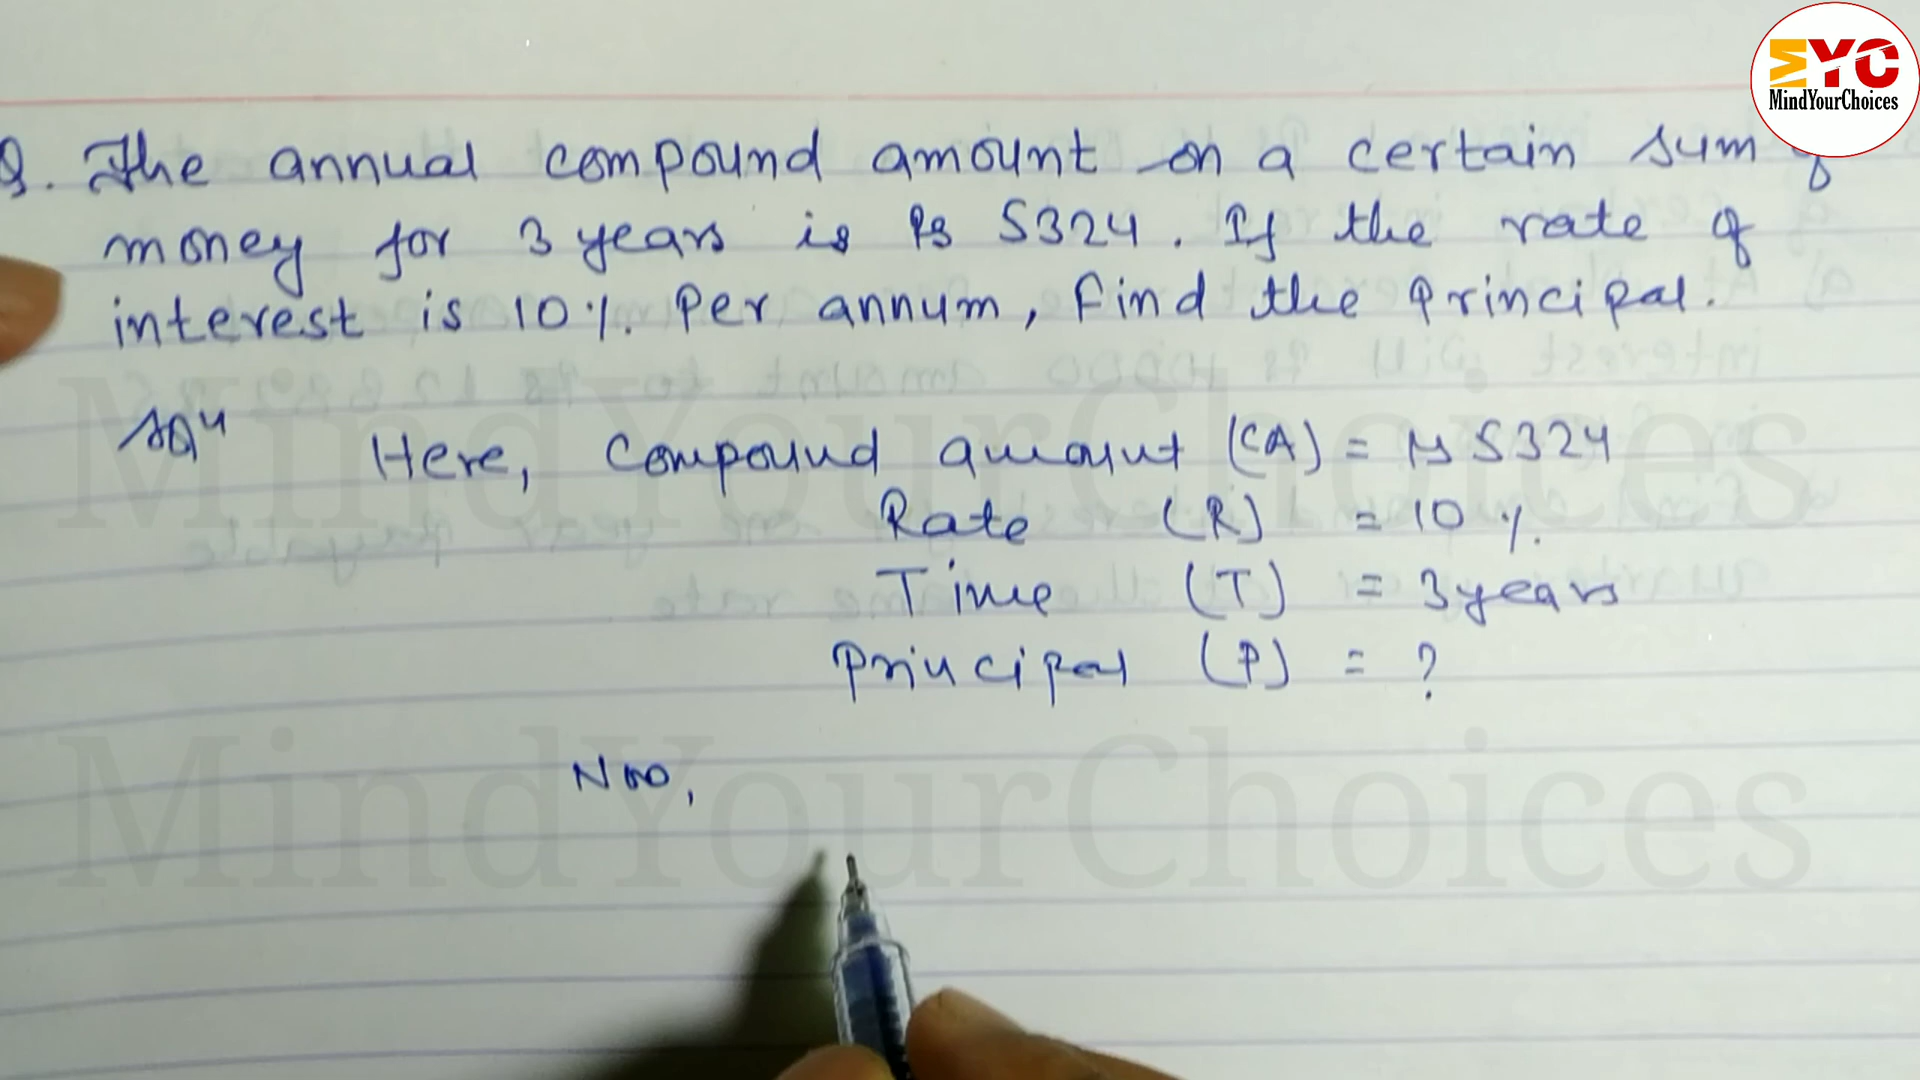 MYC
MindYourChoices
Q. The annual compound amount on a certain sum of
money for 3 years is Rs 5324. If the rate of
interest is 10%. Per annum, Find the Principal.
Solⁿ Here, Compound amount (CA) = Rs 5324
Rate (R) = 10 %.
Time (T) = 3 years
Principal (P) = ?
Now,
MindYourChoices
MindYourChoices